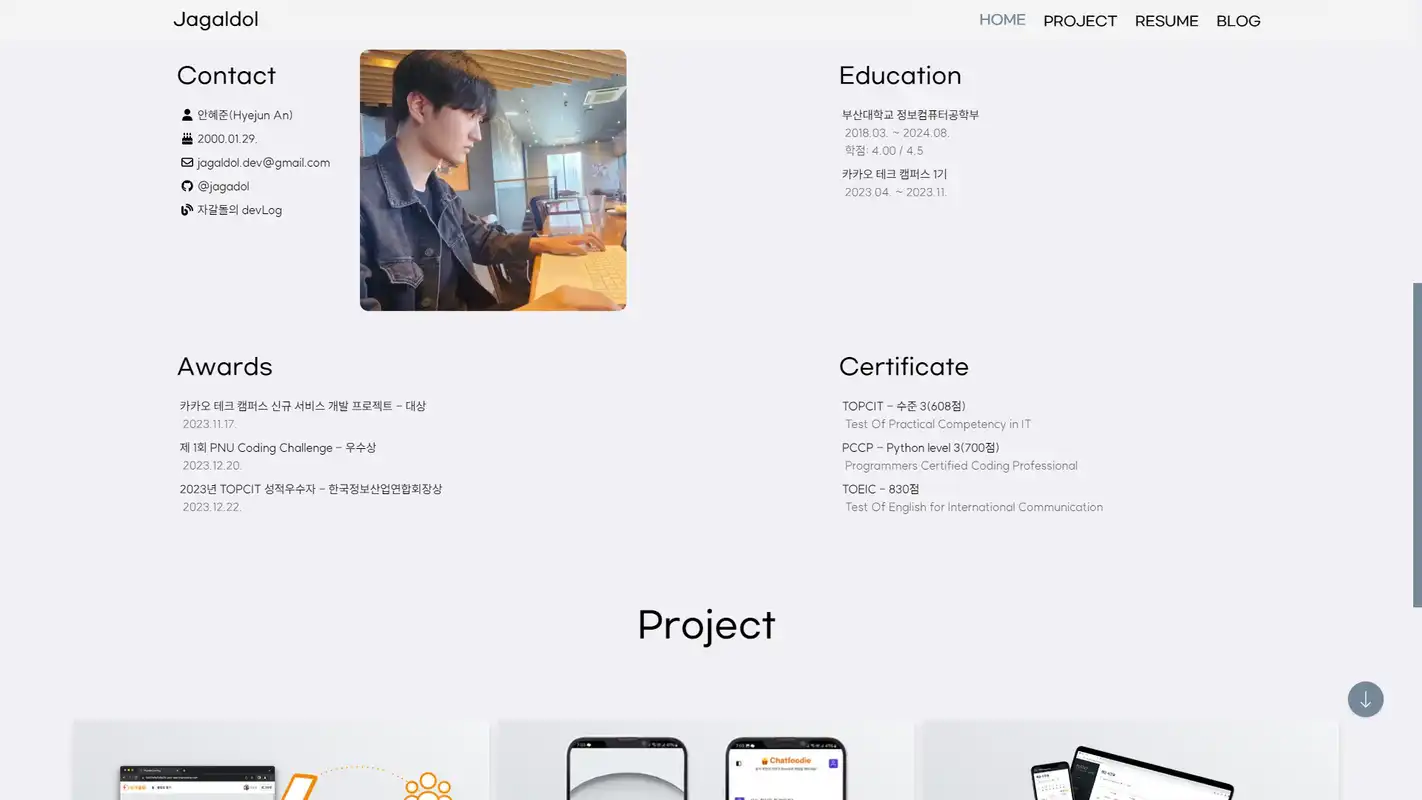 Jagaldol
HOME PROJECT RESUME BLOG
Contact
안혜준(Hyejun An)
2000.01.29.
jagaldol.dev@gmail.com
@jagadol
자갈돌의 devLog
Education
부산대학교 정보컴퓨터공학부
2018.03. ~ 2024.08.
학점: 4.00 / 4.5
카카오 테크 캠퍼스 1기
2023.04. ~ 2023.11.
Awards
카카오 테크 캠퍼스 신규 서비스 개발 프로젝트 - 대상
2023.11.17.
제 1회 PNU Coding Challenge - 우수상
2023.12.20.
2023년 TOPCIT 성적우수자 - 한국정보산업연합회장상
2023.12.22.
Certificate
TOPCIT - 수준 3(608점)
Test Of Practical Competency in IT
PCCP - Python level 3(700점)
Programmers Certified Coding Professional
TOEIC - 830점
Test Of English for International Communication
Project
Chatfoodie